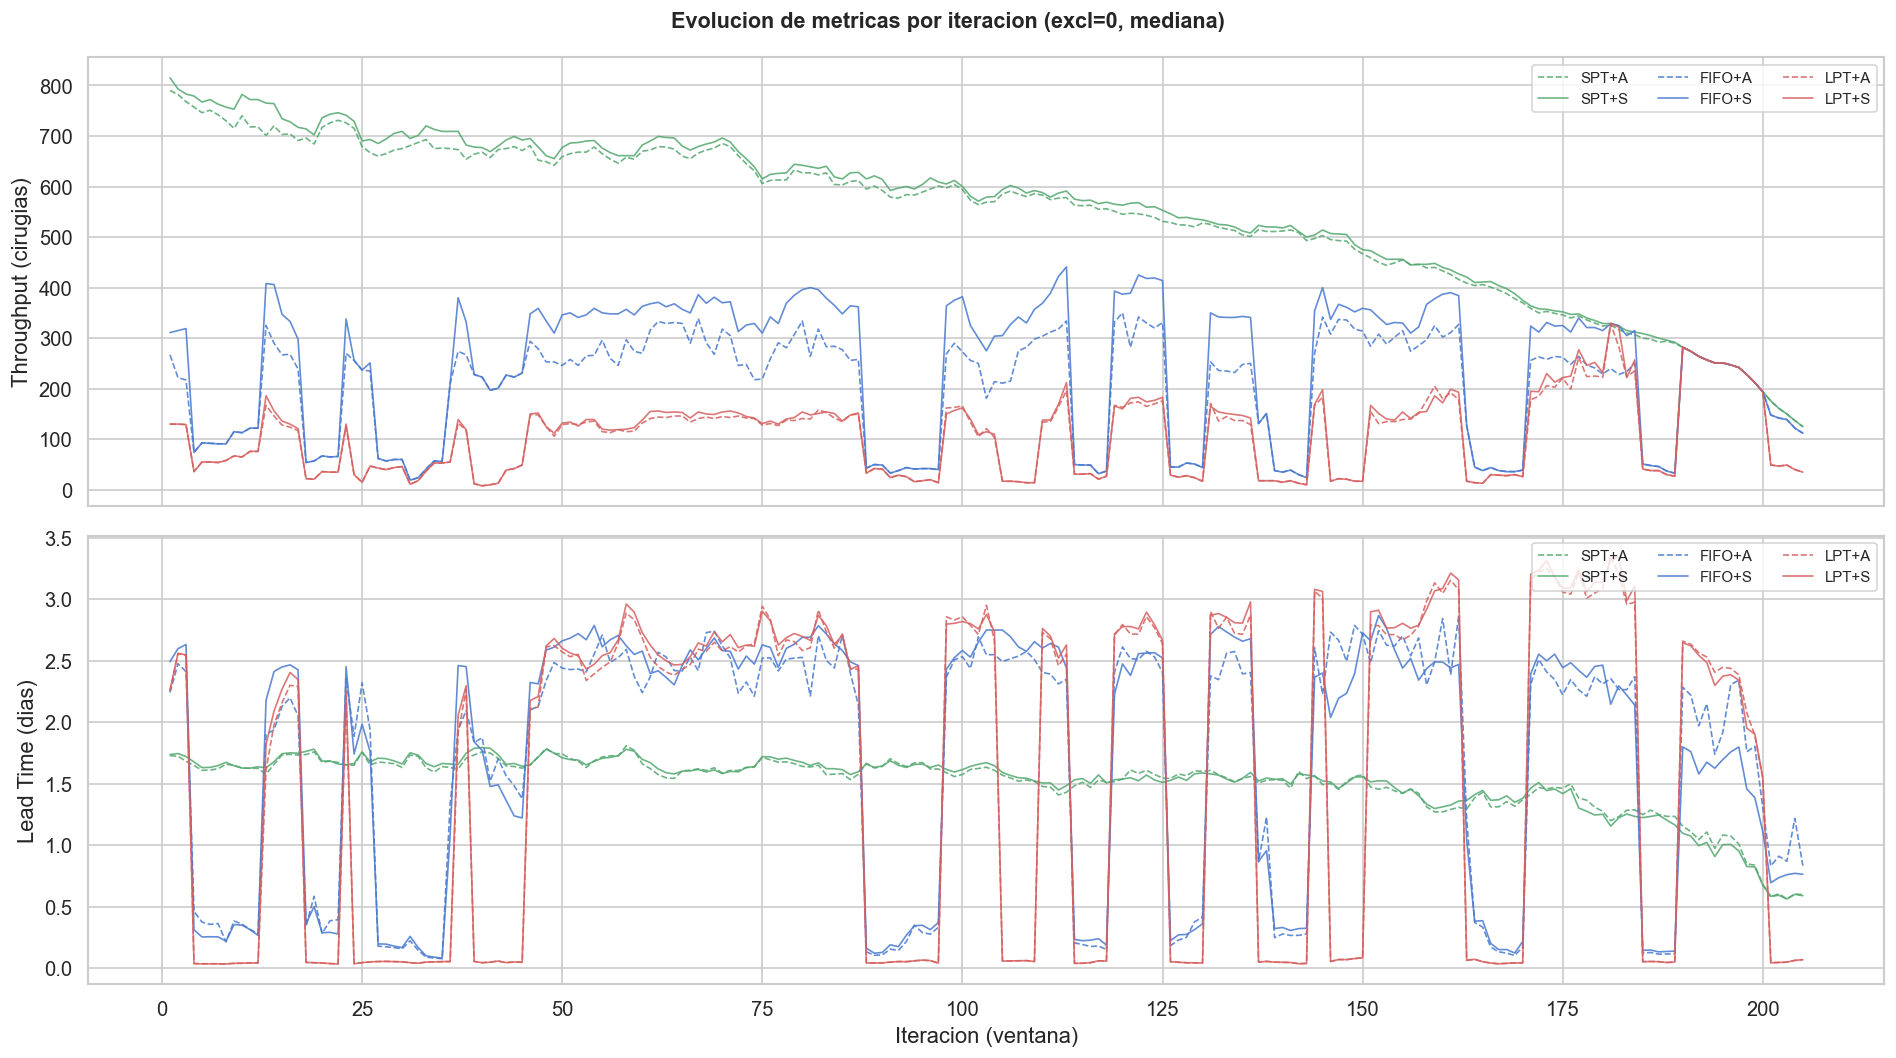 Evolucion de metricas por iteracion (excl=0, mediana)
Throughput (cirugias)
800
700
600
500
400
300
200
100
0
SPT+A FIFO+A LPT+A
SPT+S FIFO+S LPT+S
Lead Time (dias)
3.5
3.0
2.5
2.0
1.5
1.0
0.5
0.0
SPT+A FIFO+A LPT+A
SPT+S FIFO+S LPT+S
0 25 50 75 100 125 150 175 200
Iteracion (ventana)